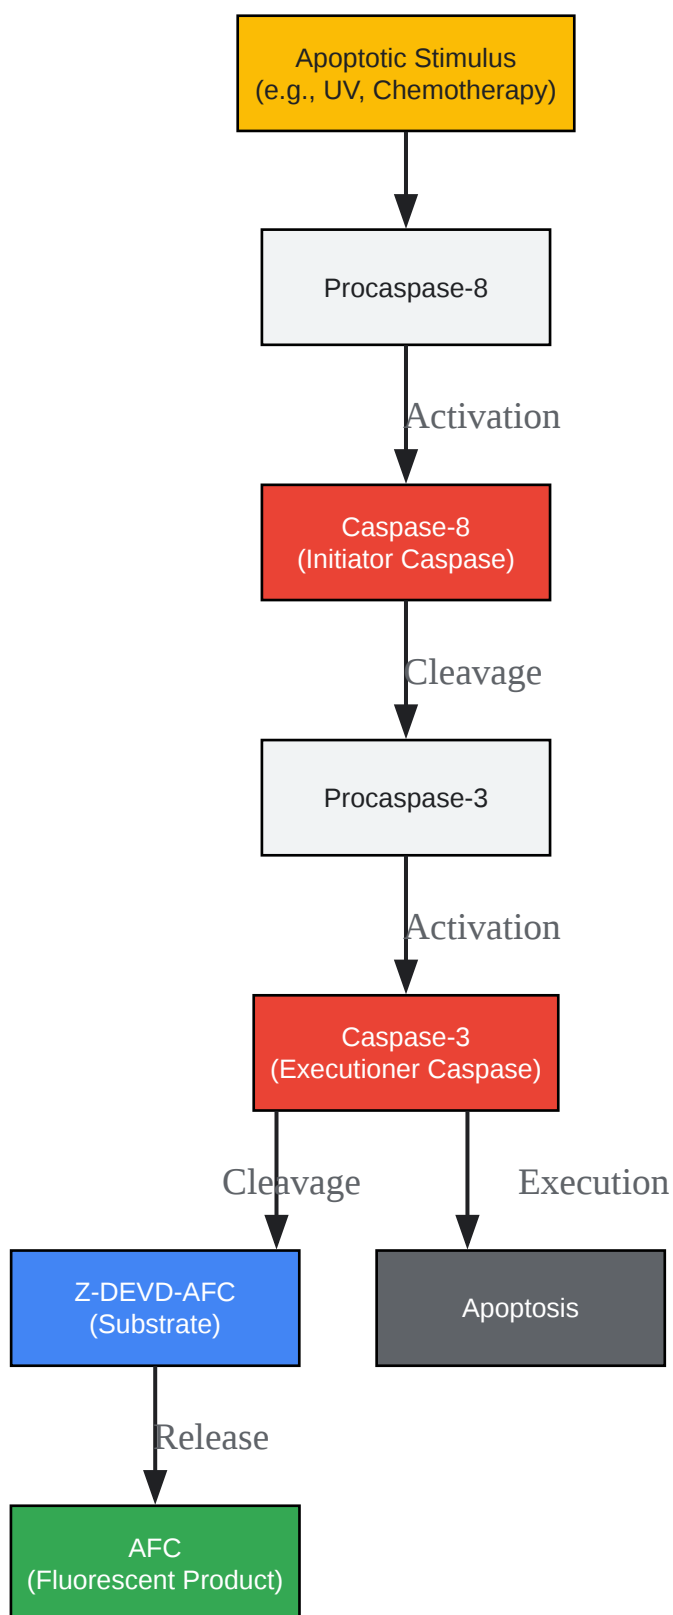 Apoptotic Stimulus
(e.g., UV, Chemotherapy)
Procaspase-8
Activation
Caspase-8
(Initiator Caspase)
Cleavage
Procaspase-3
Activation
Caspase-3
(Executioner Caspase)
Cleavage
Execution
Z-DEVD-AFC
(Substrate)
Apoptosis
Release
AFC
(Fluorescent Product)